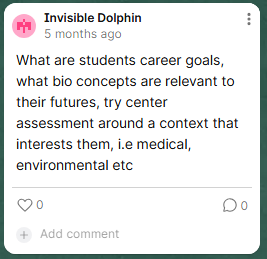 Invisible Dolphin
5 months ago
What are students career goals,
what bio concepts are relevant to
their futures, try center
assessment around a context that
interests them, i.e medical,
environmental etc
0
0
Add comment